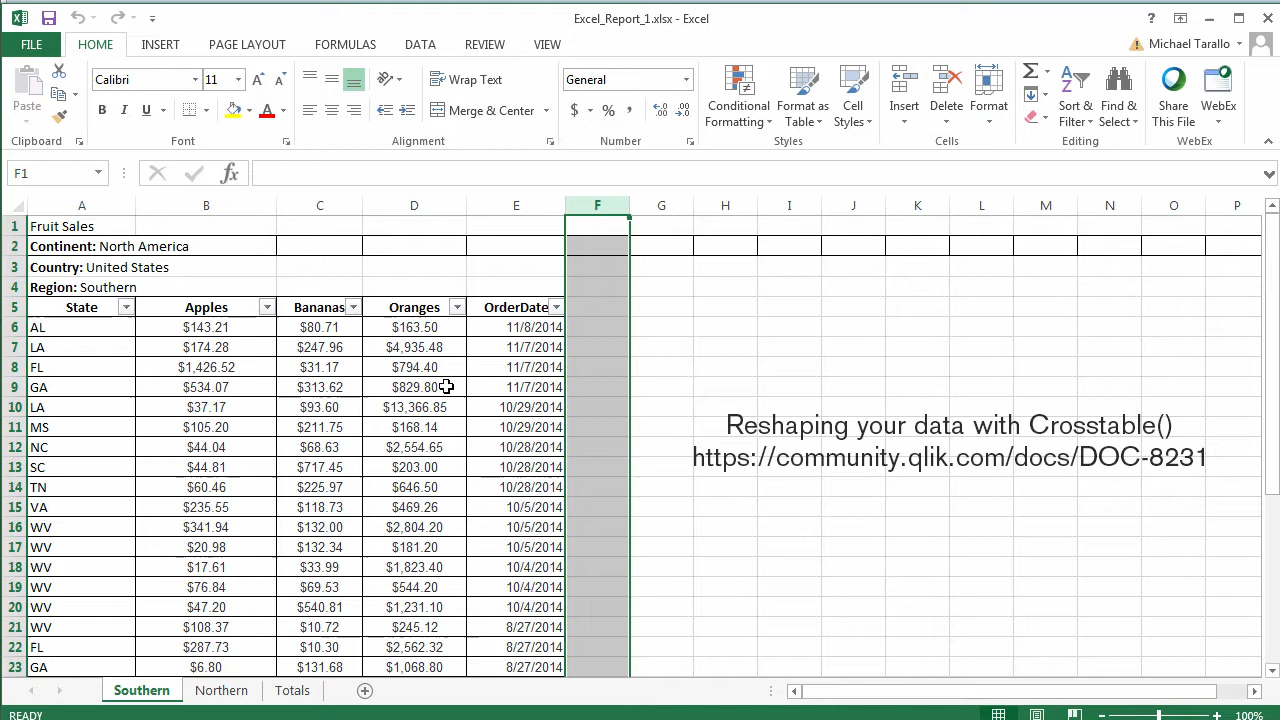 Excel_Report_1.xlsx - Excel
?
FILE HOME INSERT PAGE LAYOUT FORMULAS DATA REVIEW VIEW
Michael Tarallo
Paste
Calibri 11
B I U A
Wrap Text
Merge & Center
General
$ % ,
Conditional Formatting
Format as Table
Cell Styles
Insert Delete Format
Sort & Filter
Find & Select
Share This File
WebEx
Clipboard Font Alignment Number Styles Cells Editing WebEx
F1 fx
A B C D E F G H I J K L M N O P
1 Fruit Sales
2 Continent: North America
3 Country: United States
4 Region: Southern
5 State Apples Bananas Oranges OrderDate
6 AL $143.21 $80.71 $163.50 11/8/2014
7 LA $174.28 $247.96 $4,935.48 11/7/2014
8 FL $1,426.52 $31.17 $794.40 11/7/2014
9 GA $534.07 $313.62 $829.80 11/7/2014
10 LA $37.17 $93.60 $13,366.85 10/29/2014
11 MS $105.20 $211.75 $168.14 10/29/2014
12 NC $44.04 $68.63 $2,554.65 10/28/2014
13 SC $44.81 $717.45 $203.00 10/28/2014
14 TN $60.46 $225.97 $646.50 10/28/2014
15 VA $235.55 $118.73 $469.26 10/5/2014
16 WV $341.94 $132.00 $2,804.20 10/5/2014
17 WV $20.98 $132.34 $181.20 10/5/2014
18 WV $17.61 $33.99 $1,823.40 10/4/2014
19 WV $76.84 $69.53 $544.20 10/4/2014
20 WV $47.20 $540.81 $1,231.10 10/4/2014
21 WV $108.37 $10.72 $245.12 8/27/2014
22 FL $287.73 $10.30 $2,562.32 8/27/2014
23 GA $6.80 $131.68 $1,068.80 8/27/2014
Reshaping your data with Crosstable()
https://community.qlik.com/docs/DOC-8231
Southern Northern Totals
READY 100%